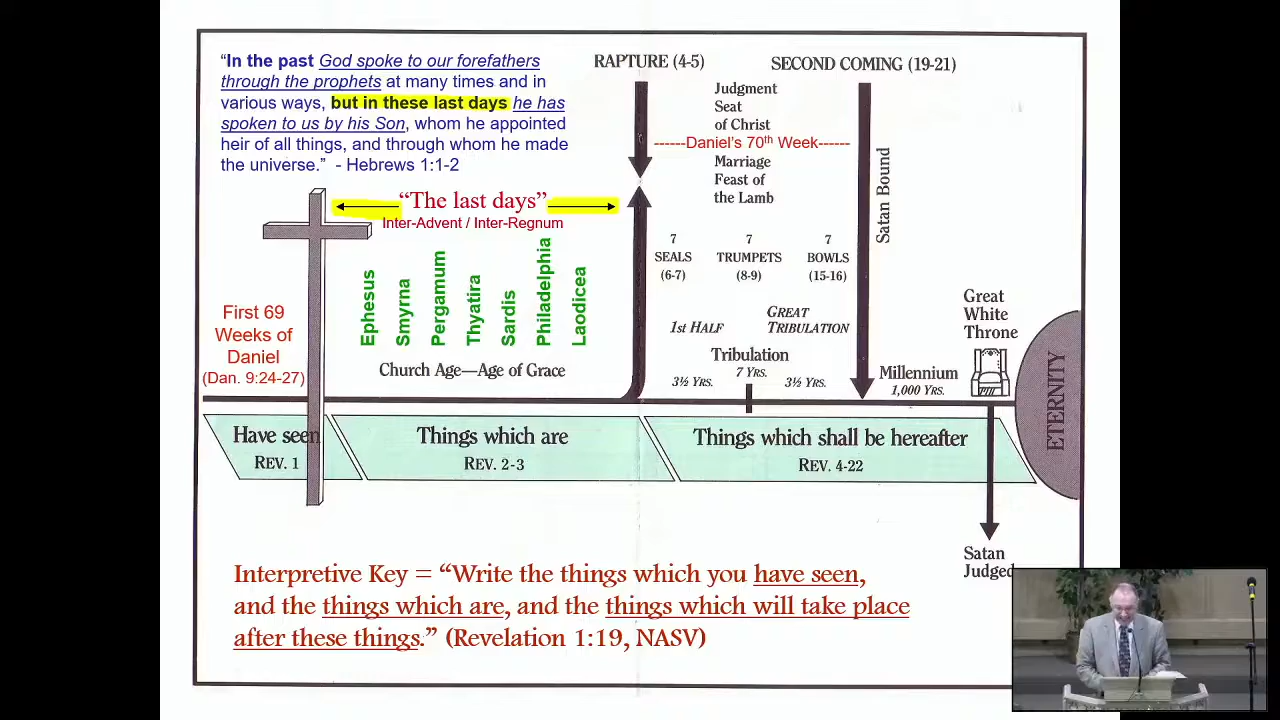 “In the past God spoke to our forefathers
through the prophets at many times and in
various ways, but in these last days he has
spoken to us by his Son, whom he appointed
heir of all things, and through whom he made
the universe.” - Hebrews 1:1-2
RAPTURE (4-5)
SECOND COMING (19-21)
Judgment
Seat
of Christ
------Daniel's 70th Week------
Marriage
Feast of
the Lamb
Satan Bound
“The last days”
Inter-Advent / Inter-Regnum
Ephesus
Smyrna
Pergamum
Thyatira
Sardis
Philadelphia
Laodicea
Church Age—Age of Grace
First 69
Weeks of
Daniel
(Dan. 9:24-27)
7
SEALS
(6-7)
7
TRUMPETS
(8-9)
7
BOWLS
(15-16)
1st HALF
GREAT
TRIBULATION
Tribulation
7 YRS.
3½ YRS.
3½ YRS.
Millennium
1,000 YRS.
Great
White
Throne
ETERNITY
Have seen
REV. 1
Things which are
REV. 2-3
Things which shall be hereafter
REV. 4-22
Satan
Judged
Interpretive Key = “Write the things which you have seen,
and the things which are, and the things which will take place
after these things.” (Revelation 1:19, NASV)